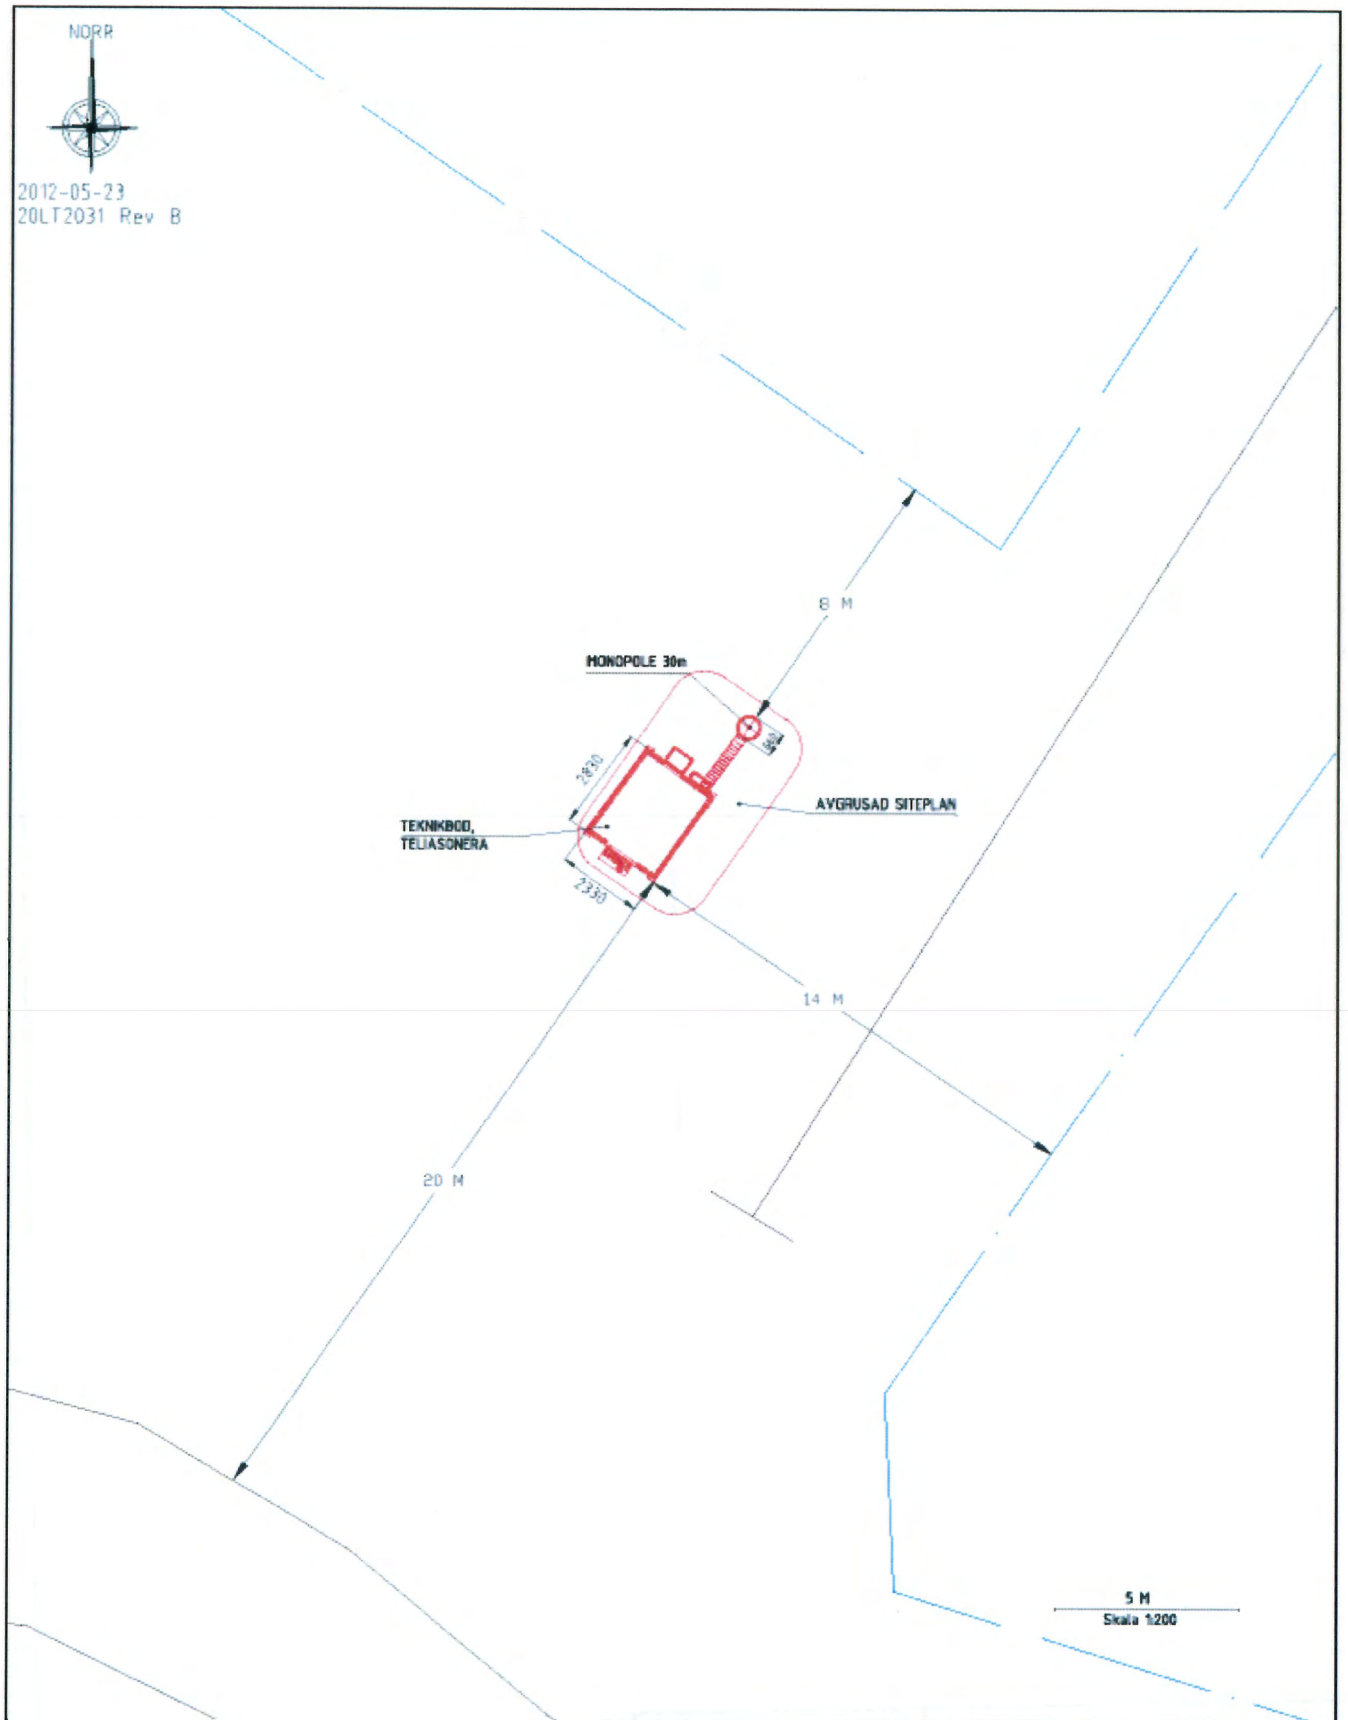 NORR
2012-05-23
20LT2031 Rev B
8 M
MONOPOLE 30m
2830
AVGRUSAD SITEPLAN
TEKNIKBOD,
TELIASONERA
2330
14 M
20 M
5 M
Skala 1:200